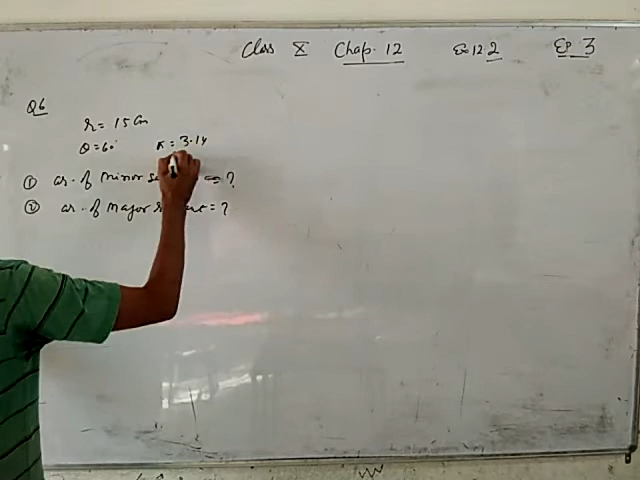 Class X Chap. 12 Ex 12.2 Ep 3
Q6
r = 15 cm
θ = 60° π = 3.14
① ar. of minor = ?
② ar. of major = ?